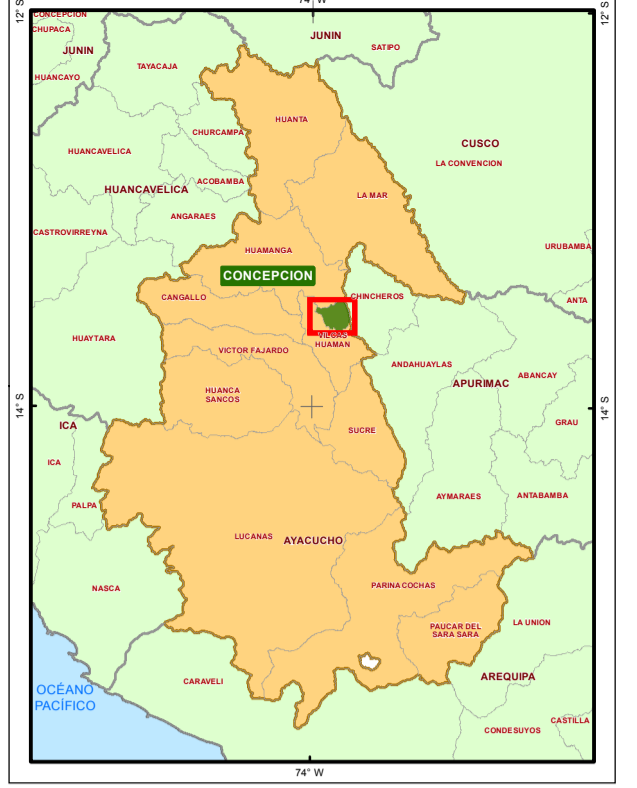 74° W
12° S
12° S
CONCEPCION
CHUPACA
JUNIN
JUNIN
SATIPO
HUANCAYO
TAYACAJA
HUANTA
CHURCAMPA
CUSCO
HUANCAVELICA
LA CONVENCION
ACOBAMBA
HUANCAVELICA
LA MAR
ANGARAES
CASTROVIRREYNA
URUBAMBA
HUAMANGA
CONCEPCION
CANGALLO
CHINCHEROS
ANTA
HUAYTARA
VILCAS
HUAMAN
VICTOR FAJARDO
ANDAHUAYLAS
ABANCAY
APURIMAC
HUANCA
SANCOS
14° S
14° S
GRAU
ICA
SUCRE
ICA
AYMARAES
ANTABAMBA
PALPA
LUCANAS
AYACUCHO
NASCA
PARINACOCHAS
PAUCAR DEL
SARA SARA
LA UNION
CARAVELI
AREQUIPA
OCÉANO
PACÍFICO
CASTILLA
CONDESUYOS
74° W